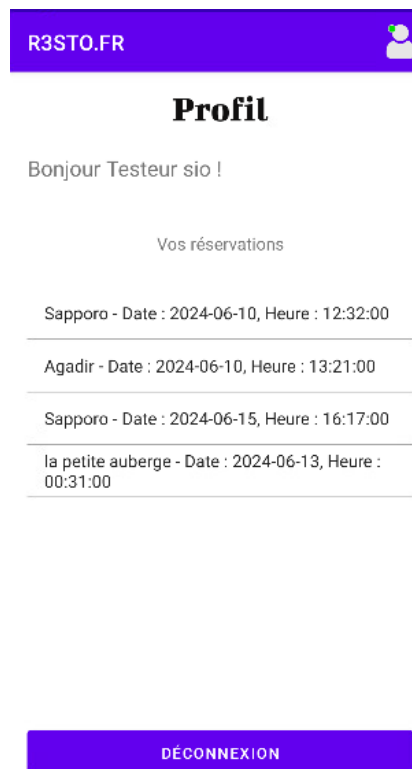 R3STO.FR
Profil
Bonjour Testeur sio !
Vos réservations
Sapporo - Date : 2024-06-10, Heure : 12:32:00
Agadir - Date : 2024-06-10, Heure : 13:21:00
Sapporo - Date : 2024-06-15, Heure : 16:17:00
la petite auberge - Date : 2024-06-13, Heure :
00:31:00
DÉCONNEXION